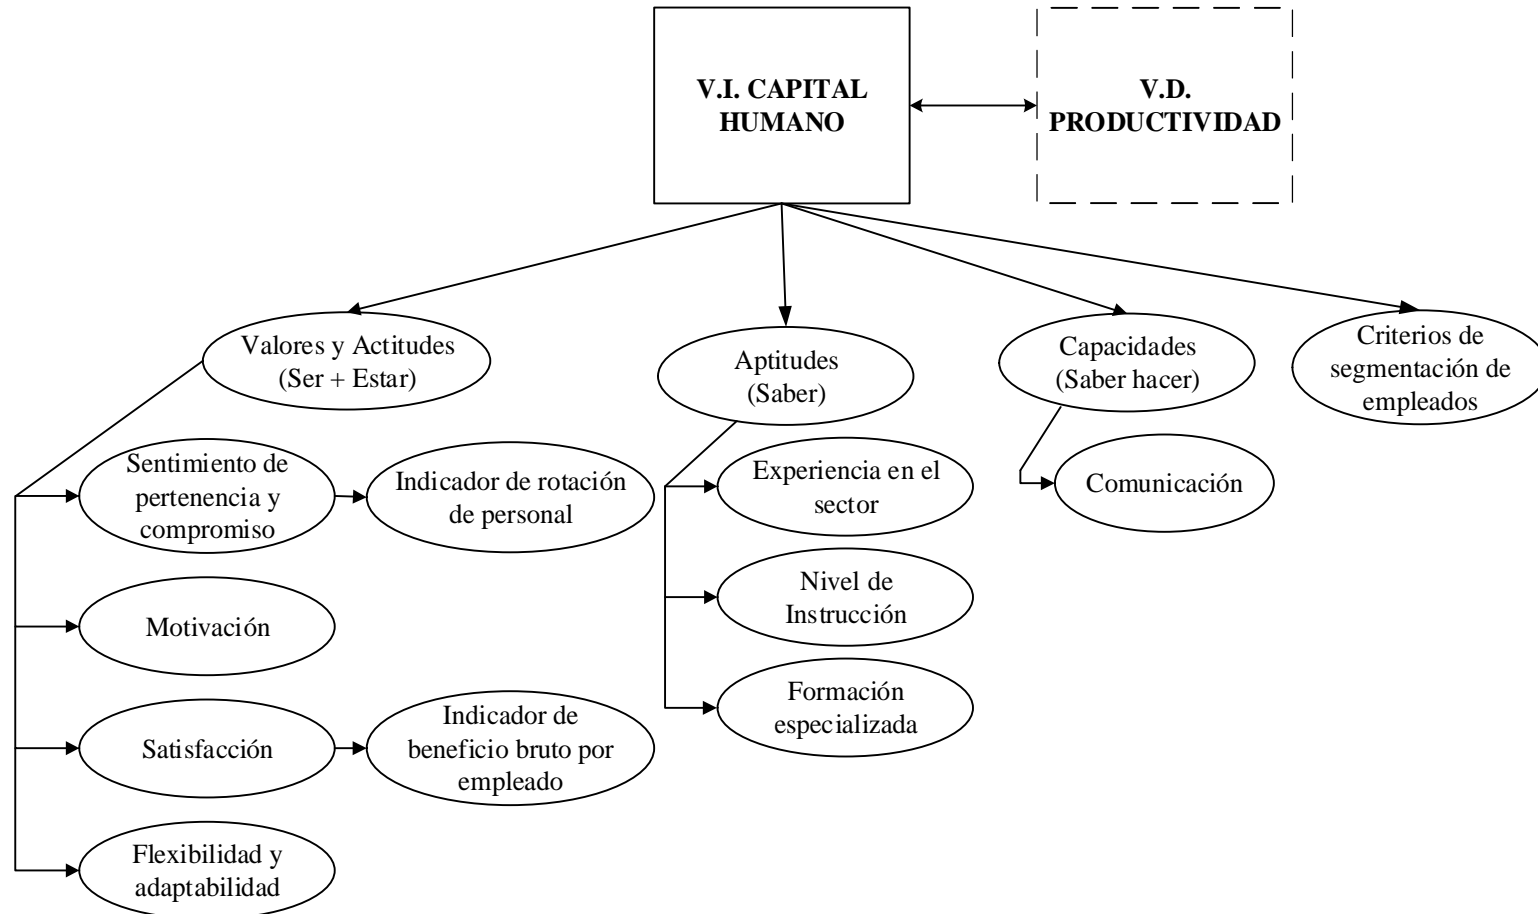 V.I. CAPITAL
HUMANO
V.D.
PRODUCTIVIDAD
Valores y Actitudes
(Ser + Estar)
Aptitudes
(Saber)
Capacidades
(Saber hacer)
Criterios de
segmentación de
empleados
Sentimiento de
pertenencia y
compromiso
Indicador de rotación
de personal
Experiencia en el
sector
Comunicación
Motivación
Nivel de
Instrucción
Satisfacción
Indicador de
beneficio bruto por
empleado
Formación
especializada
Flexibilidad y
adaptabilidad